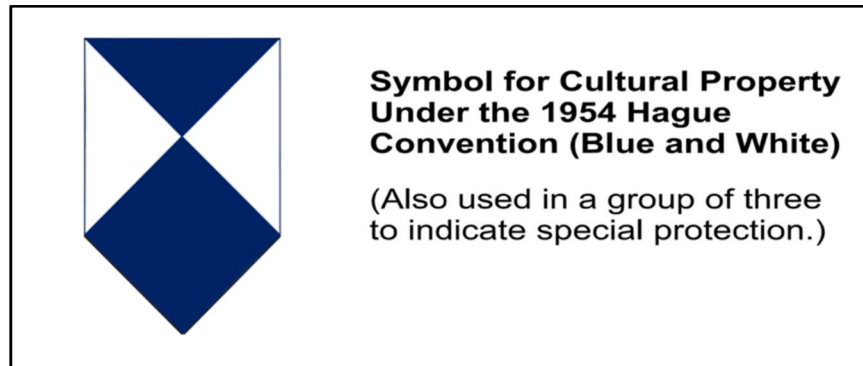 Symbol for Cultural Property
Under the 1954 Hague
Convention (Blue and White)
(Also used in a group of three
to indicate special protection.)